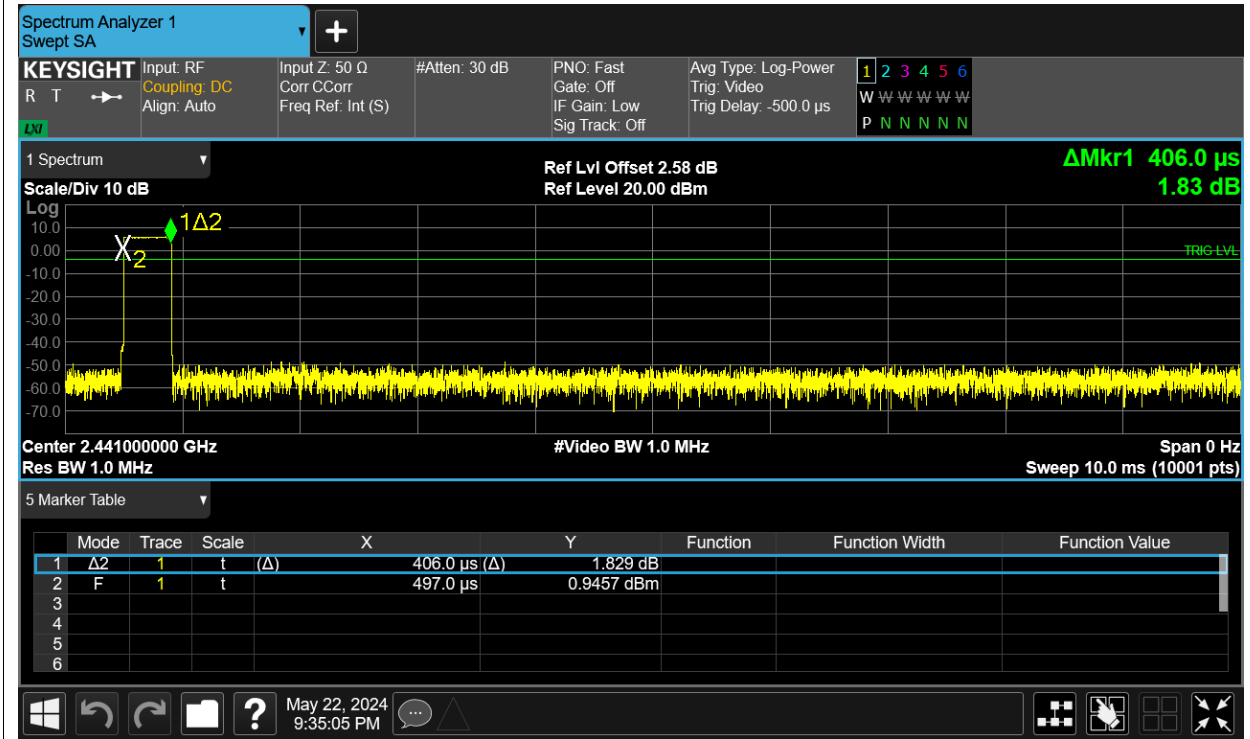 Spectrum Analyzer 1
Swept SA
+
KEYSIGHT Input: RF Input Z: 50 Ω #Atten: 30 dB PNO: Fast Avg Type: Log-Power 1 2 3 4 5 6
R T Coupling: DC Corr CCorr Gate: Off Trig: Video W W W W W W
Align: Auto Freq Ref: Int (S) IF Gain: Low Trig Delay: -500.0 µs
LXI Sig Track: Off P N N N N N
1 Spectrum Ref Lvl Offset 2.58 dB ΔMkr1 406.0 µs
Scale/Div 10 dB Ref Level 20.00 dBm 1.83 dB
Log
1Δ2
10.0
X
0.00 TRIG LVL
2
-10.0
-20.0
-30.0
-40.0
-50.0
-60.0
-70.0
Center 2.441000000 GHz #Video BW 1.0 MHz Span 0 Hz
Res BW 1.0 MHz Sweep 10.0 ms (10001 pts)
5 Marker Table
Mode Trace Scale X Y Function Function Width Function Value
1 Δ2 1 t (Δ) 406.0 µs (Δ) 1.829 dB
2 F 1 t 497.0 µs 0.9457 dBm
3
4
5
6
? May 22, 2024
9:35:05 PM